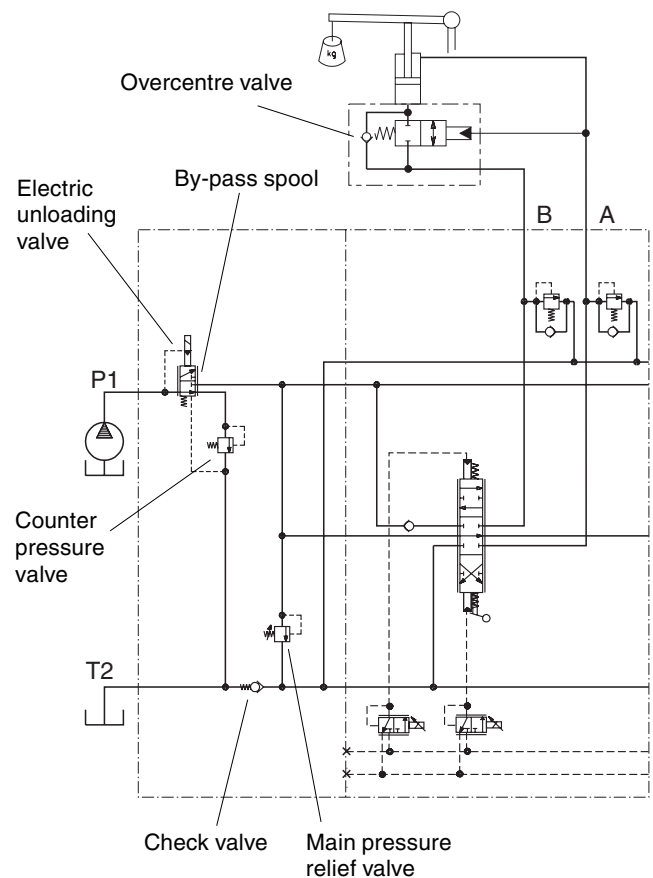 kg
Overcentre valve
By-pass spool
Electric
unloading
valve
B
A
P1
Counter
pressure
valve
T2
Check valve
Main pressure
relief valve